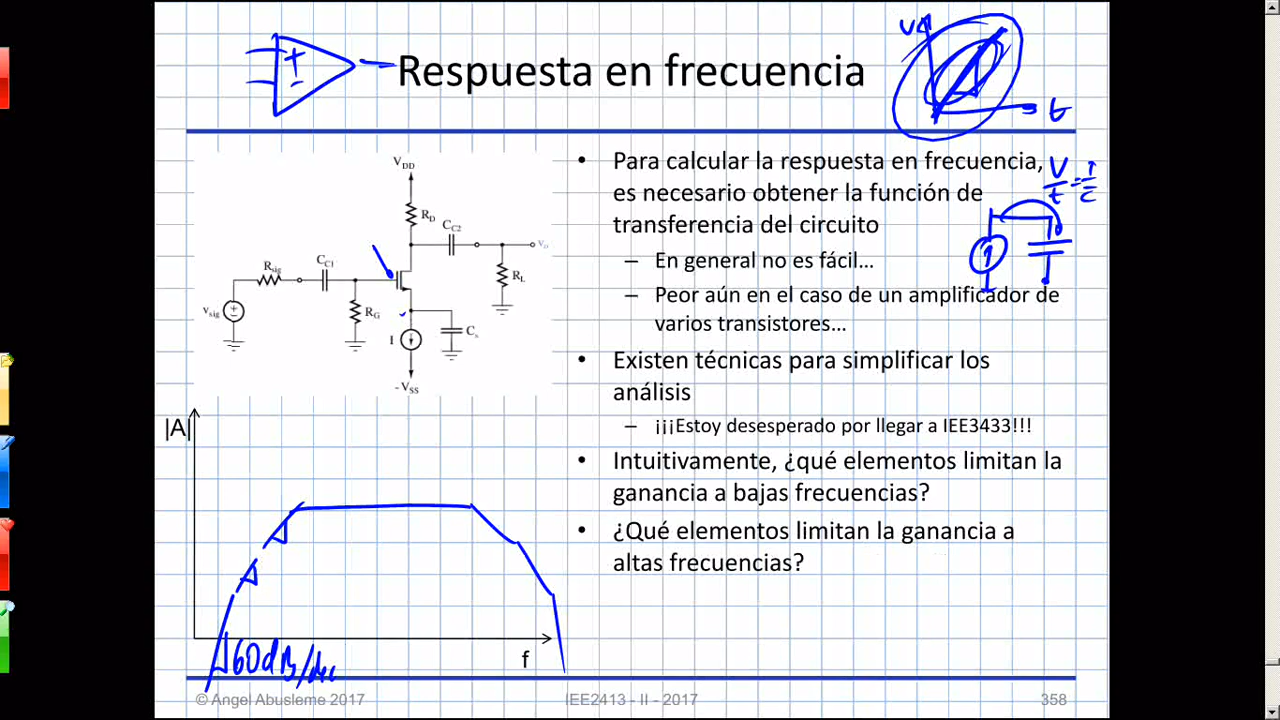 +
-
Respuesta en frecuencia
V
t
Para calcular la respuesta en frecuencia,
es necesario obtener la función de
transferencia del circuito
– En general no es fácil…
– Peor aún en el caso de un amplificador de
varios transistores…
Existen técnicas para simplificar los
análisis
– ¡¡¡Estoy desesperado por llegar a IEE3433!!!
Intuitivamente, ¿qué elementos limitan la
ganancia a bajas frecuencias?
¿Qué elementos limitan la ganancia a
altas frecuencias?
V/t = I/C
VDD
RD
CC2
vo
Rsig
CC1
RL
vsig
RG
I
Cs
-VSS
|A|
f
60dB/dec
© Angel Abusleme 2017
IEE2413 - II - 2017
358